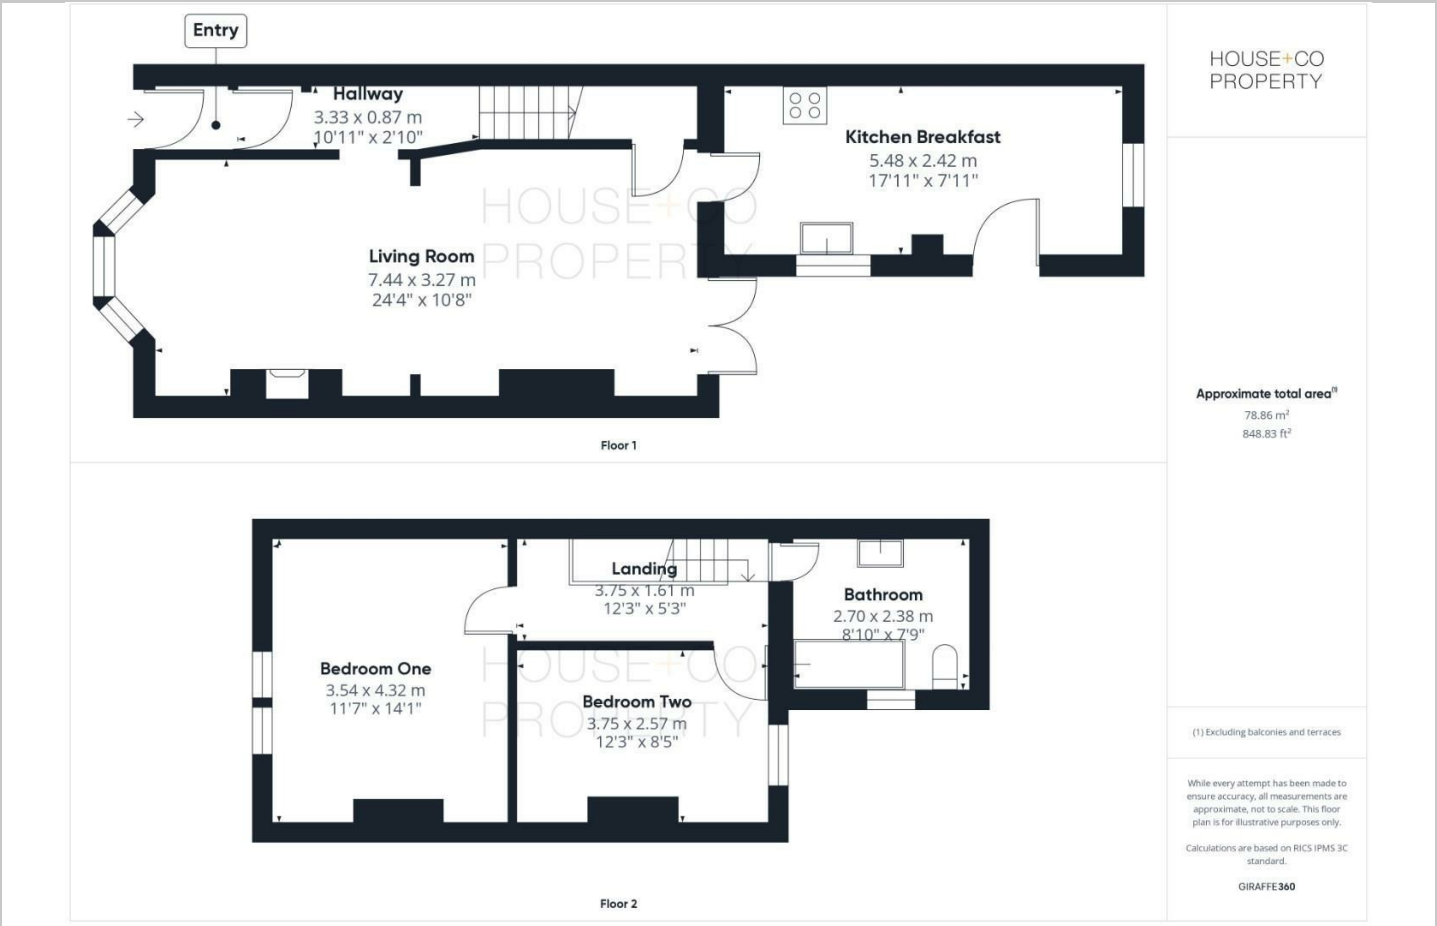 Entry
Hallway
3.33 x 0.87 m
10'11" x 2'10"
Kitchen Breakfast
5.48 x 2.42 m
17'11" x 7'11"
HOUSE+CO
PROPERTY
Living Room
7.44 x 3.27 m
24'4" x 10'8"
Floor 1
Landing
3.75 x 1.61 m
12'3" x 5'3"
Bathroom
2.70 x 2.38 m
8'10" x 7'9"
HOUSE+CO
PROPERTY
Bedroom One
3.54 x 4.32 m
11'7" x 14'1"
Bedroom Two
3.75 x 2.57 m
12'3" x 8'5"
Floor 2
HOUSE+CO
PROPERTY
Approximate total area(1)
78.86 m²
848.83 ft²
(1) Excluding balconies and terraces
While every attempt has been made to
ensure accuracy, all measurements are
approximate, not to scale. This floor
plan is for illustrative purposes only.
Calculations are based on RICS IPMS 3C
standard.
GIRAFFE360